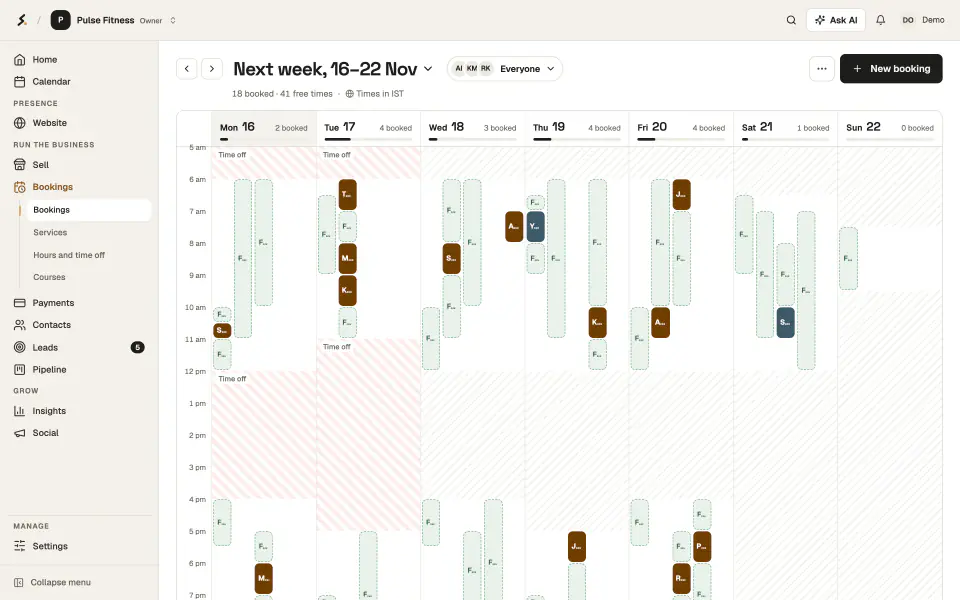 / P Pulse Fitness Owner
Ask AI
DO Demo
Home
Calendar
PRESENCE
Website
RUN THE BUSINESS
Sell
Bookings
Bookings
Services
Hours and time off
Courses
Payments
Contacts
Leads 5
Pipeline
GROW
Insights
Social
MANAGE
Settings
Collapse menu
Next week, 16–22 Nov
AI KM RK Everyone
... + New booking
18 booked · 41 free times · Times in IST
Mon 16 2 booked
Tue 17 4 booked
Wed 18 3 booked
Thu 19 4 booked
Fri 20 4 booked
Sat 21 1 booked
Sun 22 0 booked
5 am
Time off Time off
6 am
T... J...
F... F...
7 am
F... A... Y...
F... F... F...
8 am
F... F... F... F... F...
M... S... F... F... F... F...
9 am
F... F...
K... F... F...
10 am
F... F...
S... F... K... A... S...
11 am
Time off
F... F... F...
12 pm
Time off
1 pm
2 pm
3 pm
4 pm
F... F... F... F...
5 pm
F... J... F... P...
6 pm
F... F...
M... R...
7 pm
F... F...